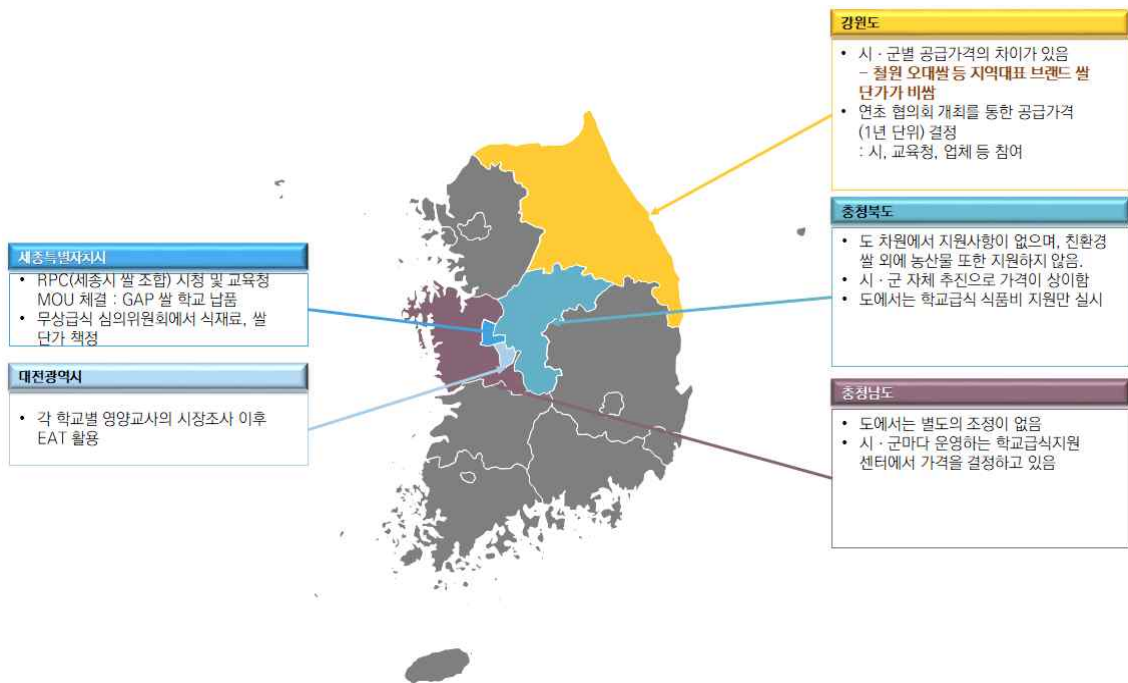 강원도
• 시·군별 공급가격의 차이가 있음
– 철원 오대쌀 등 지역대표 브랜드 쌀
단가가 비쌈
• 연초 협의회 개최를 통한 공급가격
(1년 단위) 결정
: 시, 교육청, 업체 등 참여
충청북도
• 도 차원에서 지원사항이 없으며, 친환경
쌀 외에 농산물 또한 지원하지 않음.
• 시·군 자체 추진으로 가격이 상이함
• 도에서는 학교급식 식품비 지원만 실시
세종특별자치시
• RPC(세종시 쌀 조합) 시청 및 교육청
MOU 체결 : GAP 쌀 학교 납품
• 무상급식 심의위원회에서 식재료, 쌀
단가 책정
대전광역시
• 각 학교별 영양교사의 시장조사 이후
EAT 활용
충청남도
• 도에서는 별도의 조정이 없음
• 시·군마다 운영하는 학교급식지원
센터에서 가격을 결정하고 있음